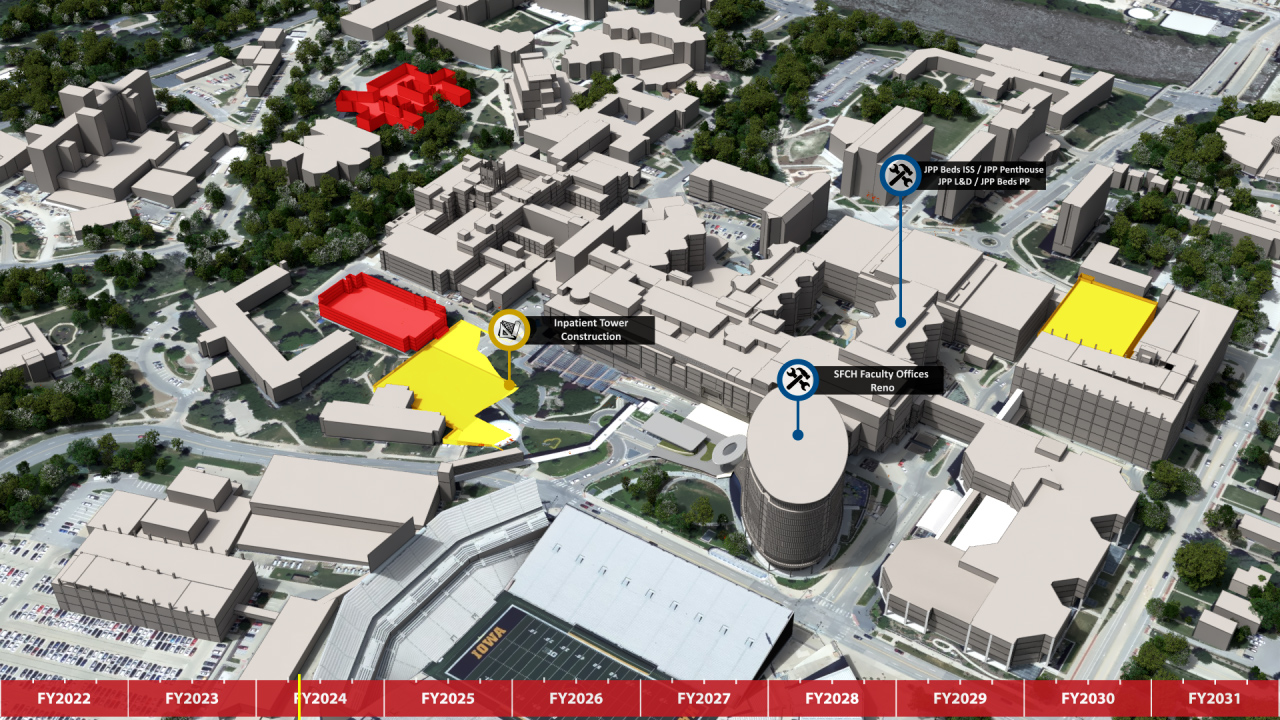 JPP Beds ISS / JPP Penthouse
JPP L&D / JPP Beds PP
Inpatient Tower
Construction
SFCH Faculty Offices
Reno
IOWA
FY2022
FY2023
FY2024
FY2025
FY2026
FY2027
FY2028
FY2029
FY2030
FY2031